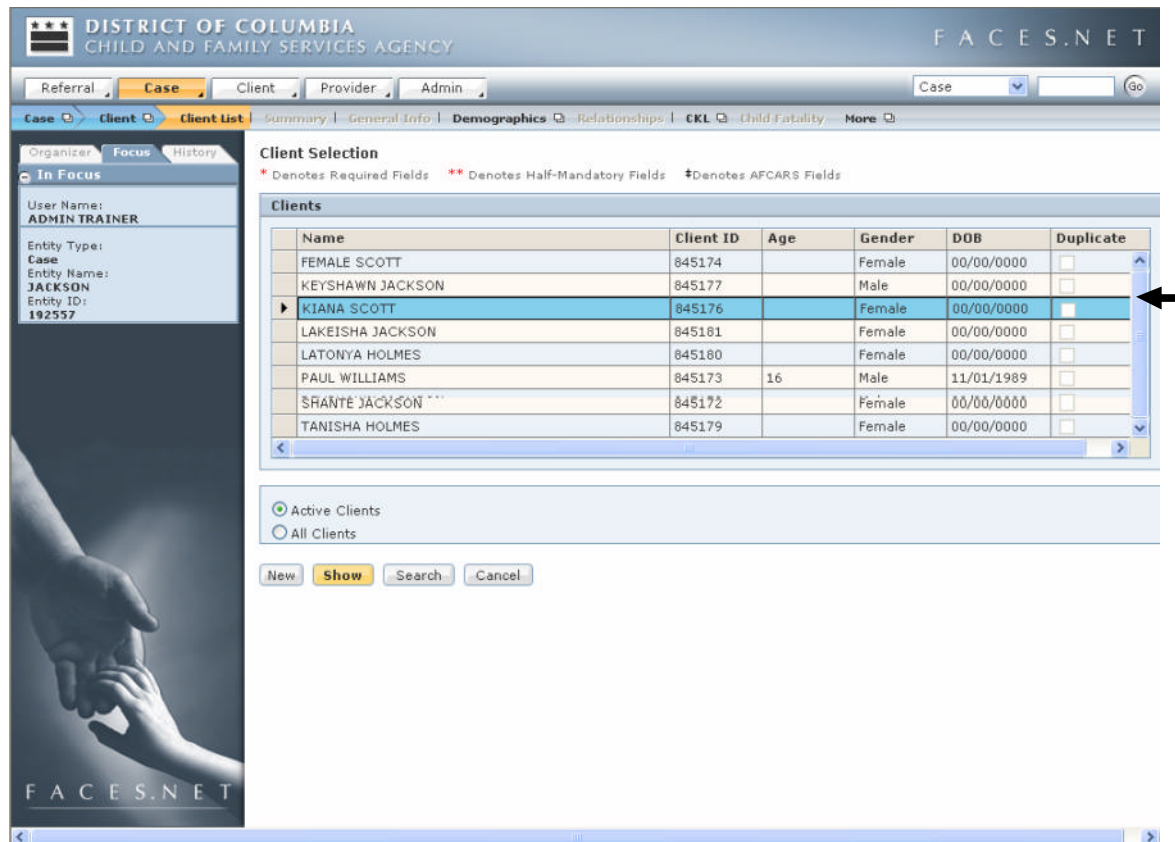 DISTRICT OF COLUMBIA
CHILD AND FAMILY SERVICES AGENCY
F A C E S.N E T
Referral Case Client Provider Admin Case Go
Case Client Client List Summary General Info Demographics Relationships CKL Child Fatality More
Organizer Focus History
In Focus
User Name:
ADMIN TRAINER
Entity Type:
Case
Entity Name:
JACKSON
Entity ID:
192557
Client Selection
* Denotes Required Fields ** Denotes Half-Mandatory Fields ‡Denotes AFCARS Fields
Clients
Name Client ID Age Gender DOB Duplicate
FEMALE SCOTT 845174 Female 00/00/0000
KEYSHAWN JACKSON 845177 Male 00/00/0000
KIANA SCOTT 845176 Female 00/00/0000
LAKEISHA JACKSON 845181 Female 00/00/0000
LATONYA HOLMES 845180 Female 00/00/0000
PAUL WILLIAMS 845173 16 Male 11/01/1989
SHANTE JACKSON 845172 Female 00/00/0000
TANISHA HOLMES 845179 Female 00/00/0000
Active Clients
All Clients
New Show Search Cancel
F A C E S.N E T